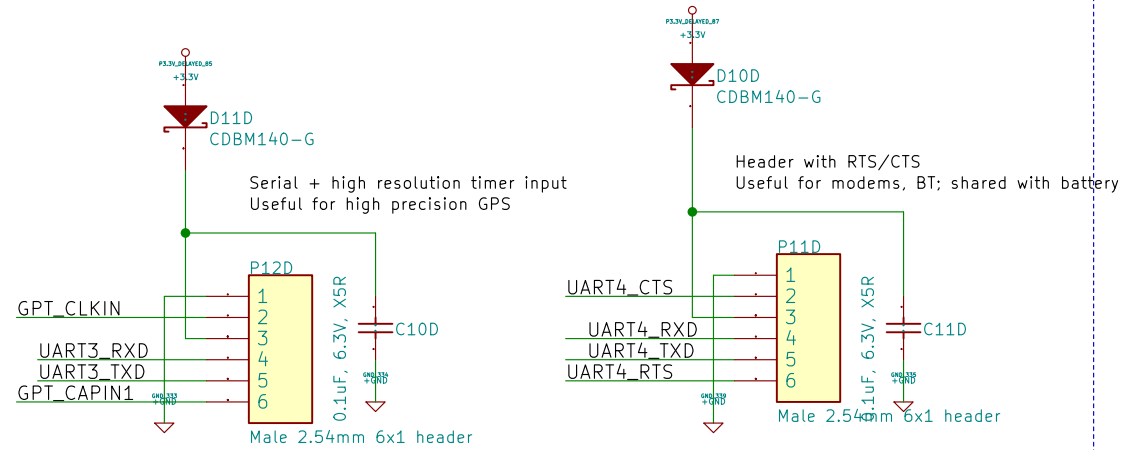 P3.3V_DELAYED_85
+3.3V
D11D
CDBM140-G
Serial + high resolution timer input
Useful for high precision GPS
P12D
GPT_CLKIN
UART3_RXD
UART3_TXD
GPT_CAPIN1
1
2
3
4
5
6
GND_333
+GND
Male 2.54mm 6x1 header
0.1uF, 6.3V, X5R
C10D
GND_334
+GND
P3.3V_DELAYED_87
+3.3V
D10D
CDBM140-G
Header with RTS/CTS
Useful for modems, BT; shared with battery
P11D
UART4_CTS
UART4_RXD
UART4_TXD
UART4_RTS
1
2
3
4
5
6
GND_339
+GND
Male 2.54mm 6x1 header
0.1uF, 6.3V, X5R
C11D
GND_335
+GND